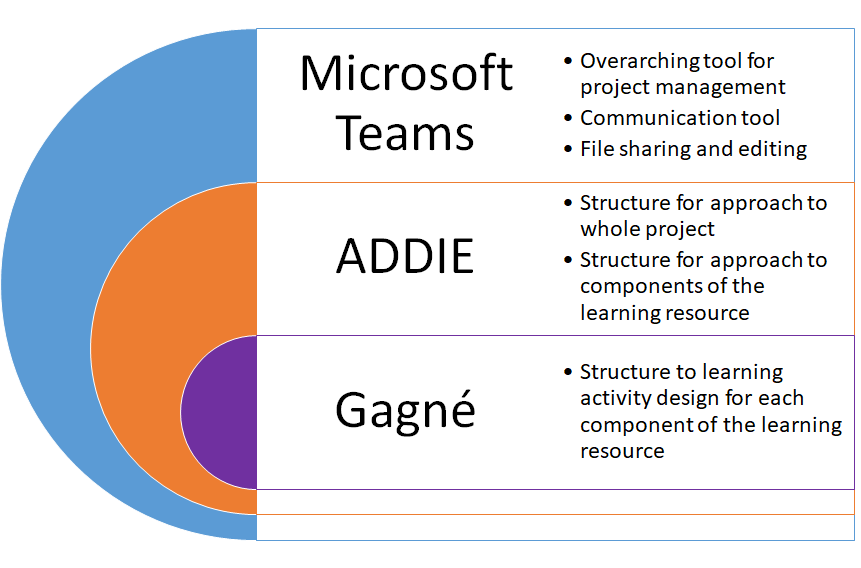 Microsoft
Teams
• Overarching tool for
project management
• Communication tool
• File sharing and editing
ADDIE
• Structure for approach to
whole project
• Structure for approach to
components of the
learning resource
Gagné
• Structure to learning
activity design for each
component of the learning
resource